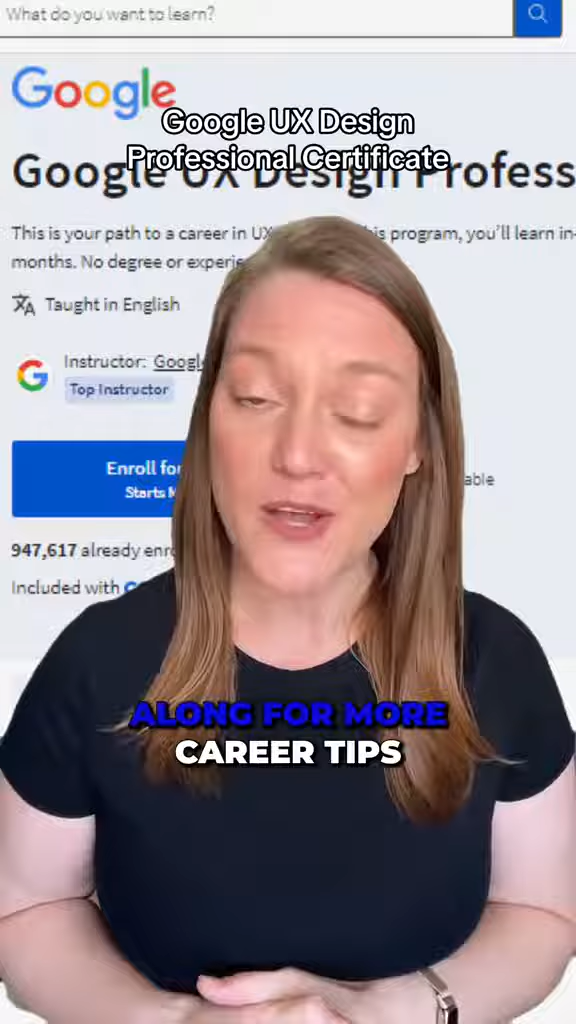 What do you want to learn?
Google
Google UX Design
Professional Certificate
Google UX Design Profess
This is your path to a career in UX his program, you'll learn in-
months. No degree or experie
Taught in English
Instructor: Googl
Top Instructor
Enroll for
Starts M
able
947,617 already enro
Included with
ALONG FOR MORE
CAREER TIPS